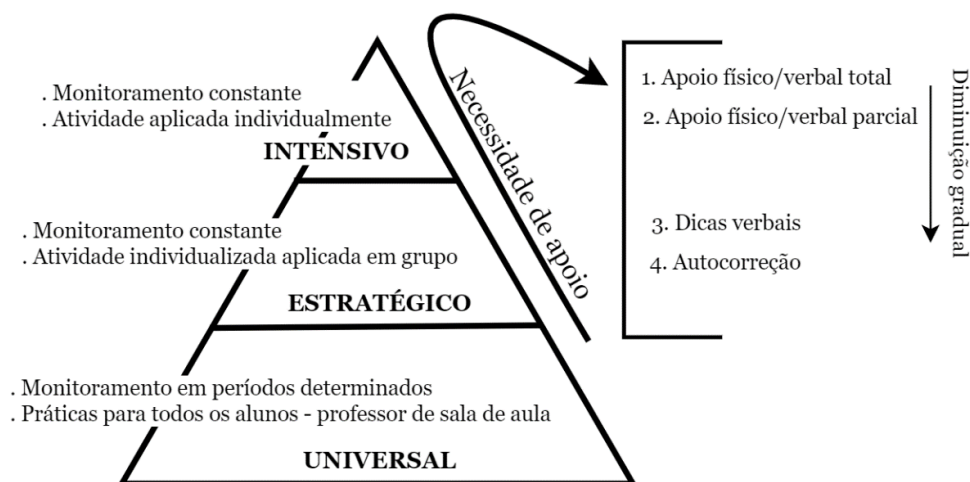 . Monitoramento constante
. Atividade aplicada individualmente
INTENSIVO
. Monitoramento constante
. Atividade individualizada aplicada em grupo
ESTRATÉGICO
. Monitoramento em períodos determinados
. Práticas para todos os alunos - professor de sala de aula
UNIVERSAL
Necessidade de apoio
1. Apoio físico/verbal total
2. Apoio físico/verbal parcial
3. Dicas verbais
4. Autocorreção
Diminuição gradual